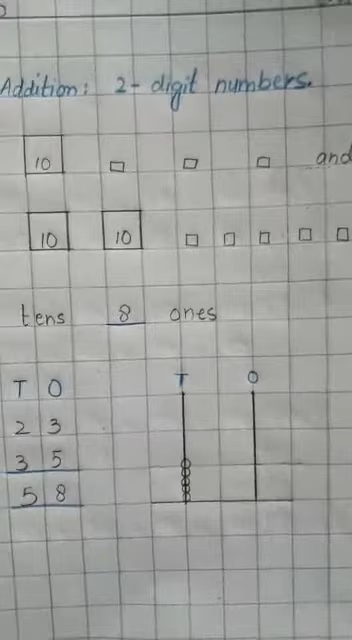 Addition: 2-digit numbers.
10 and
10 10
tens 8 ones
T O
2 3
3 5
5 8
T O